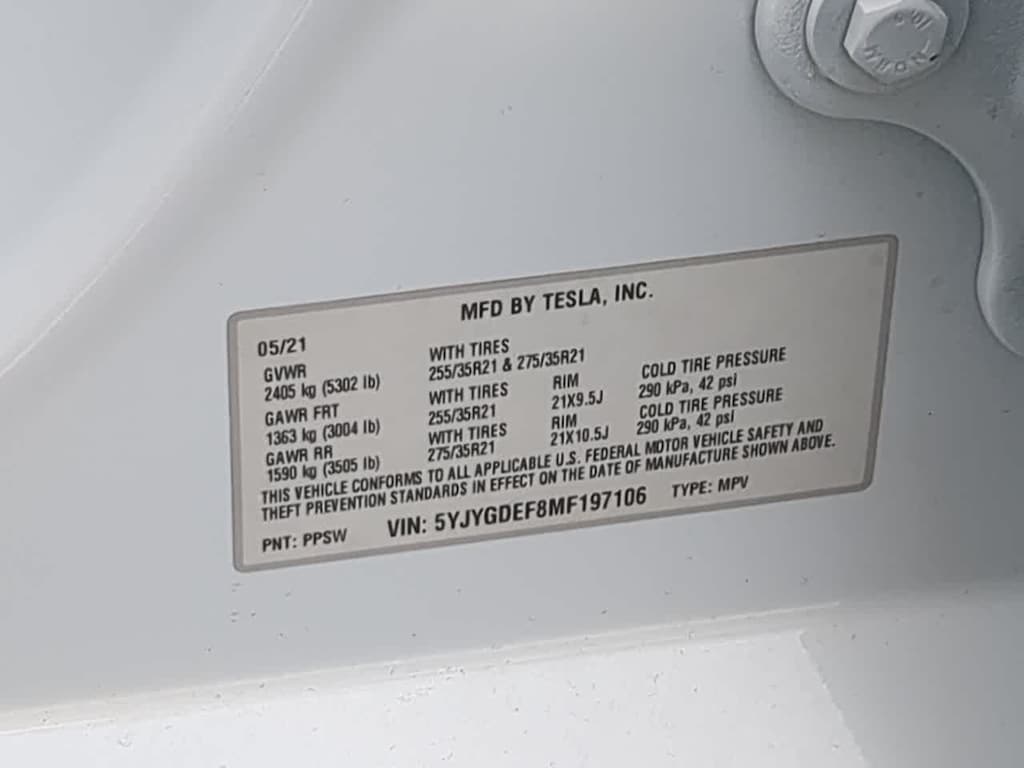 MFD BY TESLA, INC.
05/21
GVWR WITH TIRES
2405 kg (5302 lb) 255/35R21 & 275/35R21
GAWR FRT WITH TIRES RIM COLD TIRE PRESSURE
1363 kg (3004 lb) 255/35R21 21X9.5J 290 kPa, 42 psi
GAWR RR WITH TIRES RIM COLD TIRE PRESSURE
1590 kg (3505 lb) 275/35R21 21X10.5J 290 kPa, 42 psi
THIS VEHICLE CONFORMS TO ALL APPLICABLE U.S. FEDERAL MOTOR VEHICLE SAFETY AND
THEFT PREVENTION STANDARDS IN EFFECT ON THE DATE OF MANUFACTURE SHOWN ABOVE.
PNT: PPSW VIN: 5YJYGDEF8MF197106 TYPE: MPV